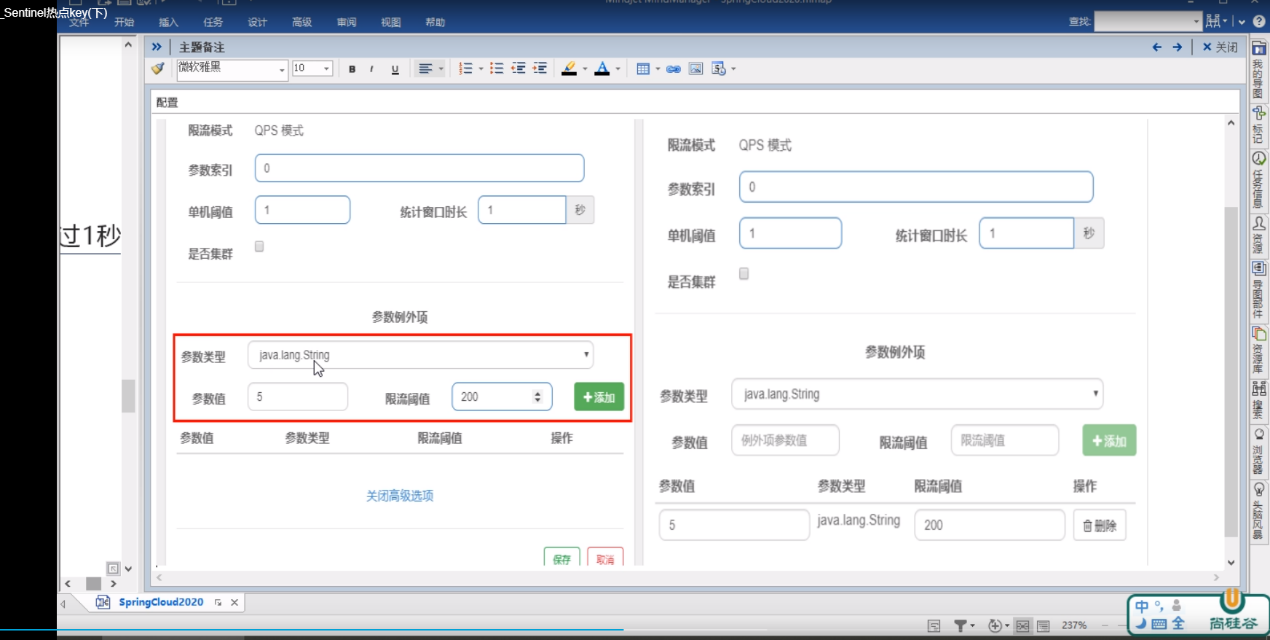 _Sentinel热点key(下)
Mindjet MindManager - SpringCloud2020.mmap
文件 开始 插入 任务 设计 高级 审阅 视图 帮助
查找:
主题备注
关闭
微软雅黑 10 B I U
配置
限流模式 QPS 模式
参数索引 0
单机阈值 1 统计窗口时长 1 秒
是否集群
参数例外项
参数类型 java.lang.String
参数值 5 限流阈值 200 +添加
参数值 参数类型 限流阈值 操作
关闭高级选项
保存 取消
限流模式 QPS 模式
参数索引 0
单机阈值 1 统计窗口时长 1 秒
是否集群
参数例外项
参数类型 java.lang.String
参数值 例外项参数值 限流阈值 限流阈值 +添加
参数值 参数类型 限流阈值 操作
5 java.lang.String 200 删除
过1秒
我的导图
标记
任务信息
资源
导图部件
资源库
搜索
浏览器
头脑风暴
SpringCloud2020
237%
中
全
尚硅谷